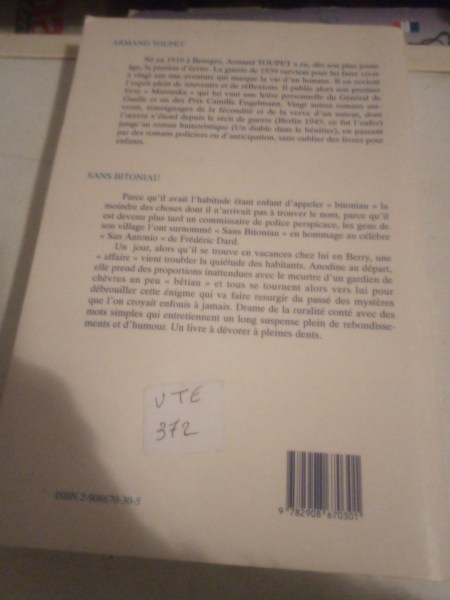 ARMAND TOUPET
Né en 1919 à Bourges, Armand TOUPET a eu, dès son plus jeune
âge, la passion d'écrire. La guerre de 1939 survient pour lui faire vivre
à vingt ans une aventure qui marque la vie d'un homme. Il en revient
l'esprit plein de souvenirs et de réflexions. Il publia alors son premier
livre « » qui lui vaut une lettre personnelle du Général de
Gaulle et un des Prix Camille Engelmann. Vingt autres romans
témoignages de la fécondité et de la verve d'un auteur, dont
l'œuvre s'étend depuis le récit de guerre (Berlin 1945, ce fut l'enfer)
jusqu'au roman humoristique (Un diable dans le bénitier), en passant
par des romans policiers ou d'anticipation, sans oublier des livres pour
enfants.
SANS BITONIAU
Parce qu'il avait l'habitude étant enfant d'appeler « bitoniau » la
moindre des choses dont il n'arrivait pas à trouver le nom, parce qu'il
est devenu plus tard un commissaire de police perspicace, les gens de
son village l'ont surnommé « Sans Bitoniau » en hommage au célèbre
« San Antonio » de Frédéric Dard.
Un jour, alors qu'il se trouve en vacances chez lui en Berry, une
« affaire » vient troubler la quiétude des habitants. Anodine au départ,
elle prend des proportions inattendues avec le meurtre d'un gardien de
chèvres un peu « bêtiau » et tous se tournent alors vers lui pour
débrouiller cette énigme qui va faire resurgir du passé des mystères
que l'on croyait enfouis à jamais. Drame de la ruralité conté avec des
mots simples qui entretiennent un long suspense plein de rebondisse-
ments et d'humour. Un livre à dévorer à pleines dents.
UTE
372
ISBN 2-908670-30-5
9 782908 670301